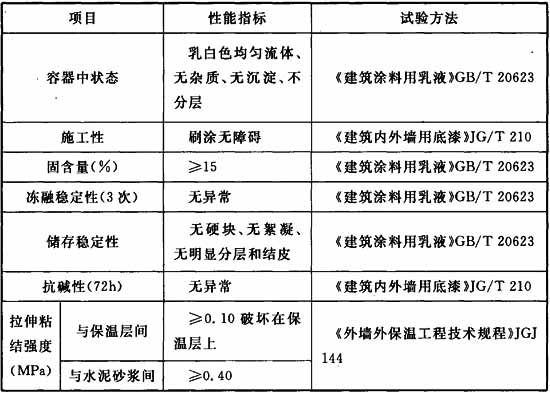 项目 性能指标 试验方法
容器中状态 乳白色均匀流体、无杂质、无沉淀、不分层 《建筑涂料用乳液》GB/T 20623
施工性 刷涂无障碍 《建筑内外墙用底漆》JG/T 210
固含量(%) ≥15 《建筑涂料用乳液》GB/T 20623
冻融稳定性(3次) 无异常 《建筑涂料用乳液》GB/T 20623
储存稳定性 无硬块、无絮凝、无明显分层和结皮 《建筑涂料用乳液》GB/T 20623
抗碱性(72h) 无异常 《建筑内外墙用底漆》JG/T 210
拉伸粘结强度(MPa) 与保温层间 ≥0.10破坏在保温层上 《外墙外保温工程技术规程》JGJ 144
与水泥砂浆间 ≥0.40